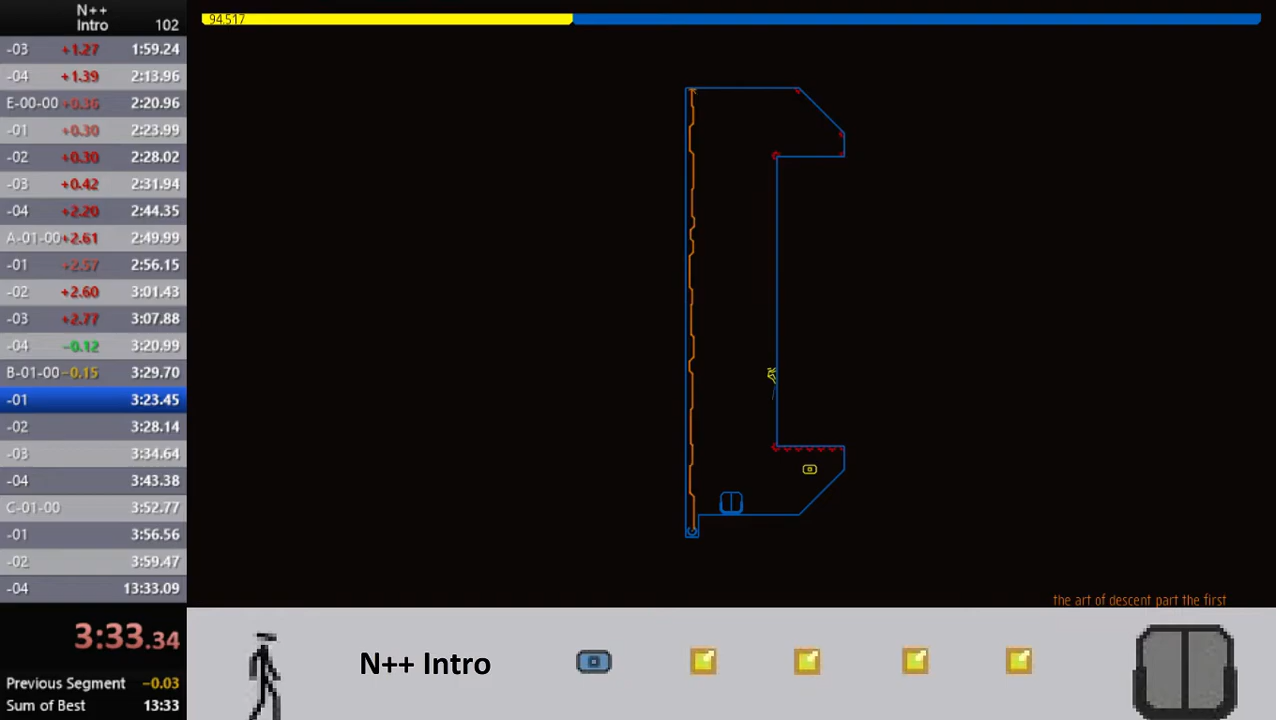 N++
Intro 102
-03 +1.27 1:59.24
-04 +1.39 2:13.96
E-00-00 +0.36 2:20.96
-01 +0.30 2:23.99
-02 +0.30 2:28.02
-03 +0.42 2:31.94
-04 +2.20 2:44.35
A-01-00 +2.61 2:49.99
-01 +2.57 2:56.15
-02 +2.60 3:01.43
-03 +2.77 3:07.88
-04 −0.12 3:20.99
B-01-00 −0.15 3:29.70
-01 3:23.45
-02 3:28.14
-03 3:34.64
-04 3:43.38
C-01-00 3:52.77
-01 3:56.56
-02 3:59.47
-04 13:33.09
3:33.34
Previous Segment −0.03
Sum of Best 13:33
94.517
the art of descent part the first
N++ Intro